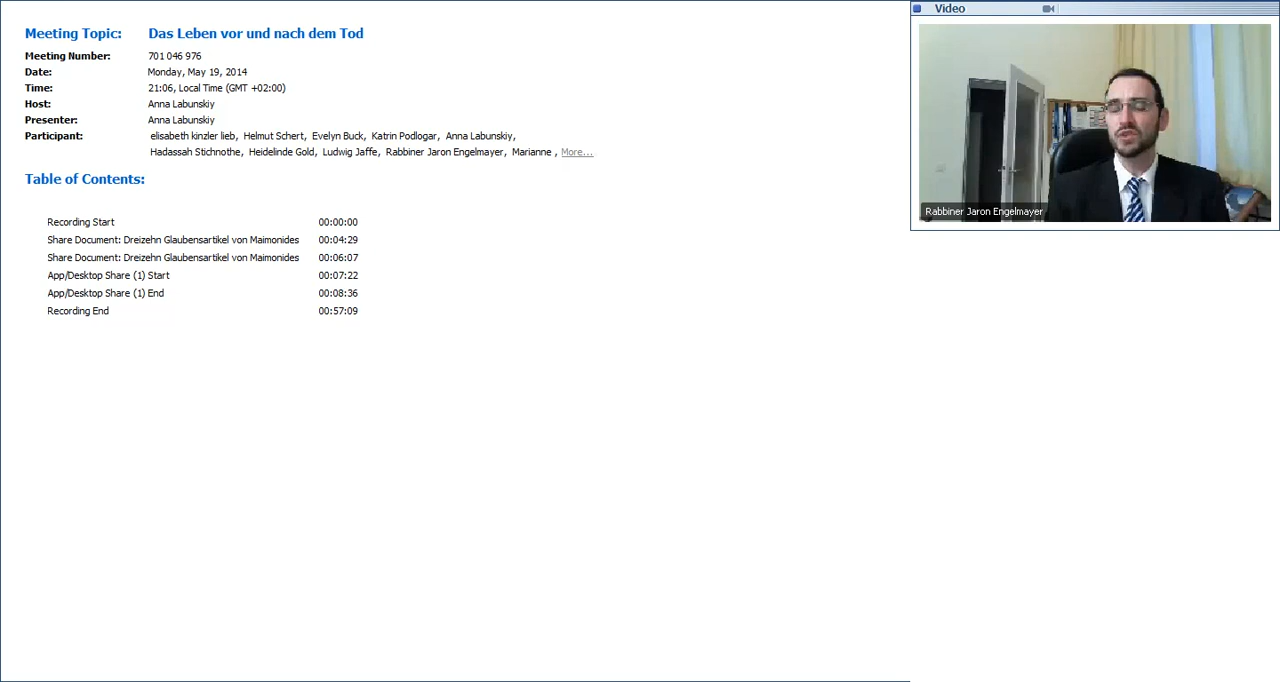 Meeting Topic: Das Leben vor und nach dem Tod
Meeting Number: 701 046 976
Date: Monday, May 19, 2014
Time: 21:06, Local Time (GMT +02:00)
Host: Anna Labunskiy
Presenter: Anna Labunskiy
Participant: elisabeth kinzler lieb, Helmut Schert, Evelyn Buck, Katrin Podlogar, Anna Labunskiy,
Hadassah Stichnothe, Heidelinde Gold, Ludwig Jaffe, Rabbiner Jaron Engelmayer, Marianne , More...
Table of Contents:
Recording Start 00:00:00
Share Document: Dreizehn Glaubensartikel von Maimonides 00:04:29
Share Document: Dreizehn Glaubensartikel von Maimonides 00:06:07
App/Desktop Share (1) Start 00:07:22
App/Desktop Share (1) End 00:08:36
Recording End 00:57:09
Video
Rabbiner Jaron Engelmayer